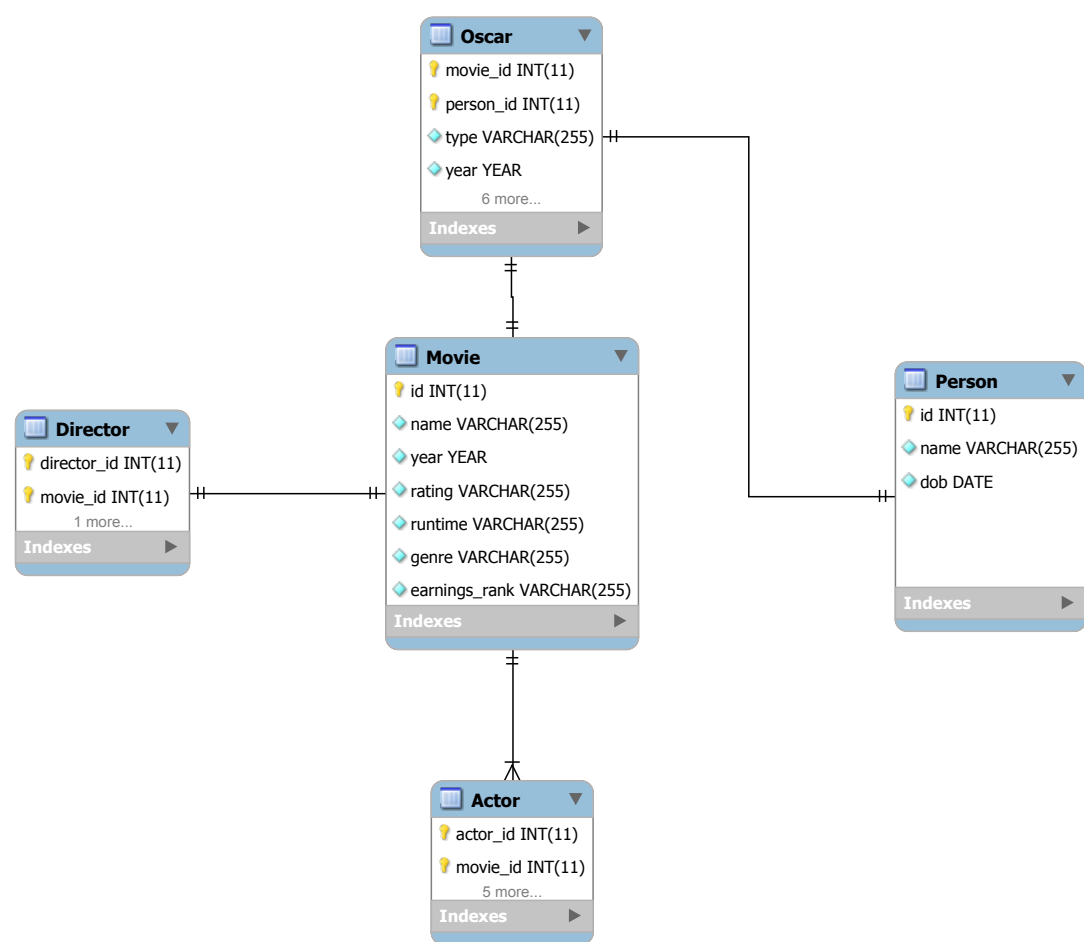 Oscar
movie_id INT(11)
person_id INT(11)
type VARCHAR(255)
year YEAR
6 more...
Indexes
Movie
id INT(11)
name VARCHAR(255)
year YEAR
rating VARCHAR(255)
runtime VARCHAR(255)
genre VARCHAR(255)
earnings_rank VARCHAR(255)
Indexes
Person
id INT(11)
name VARCHAR(255)
dob DATE
Indexes
Director
director_id INT(11)
movie_id INT(11)
1 more...
Indexes
Actor
actor_id INT(11)
movie_id INT(11)
5 more...
Indexes